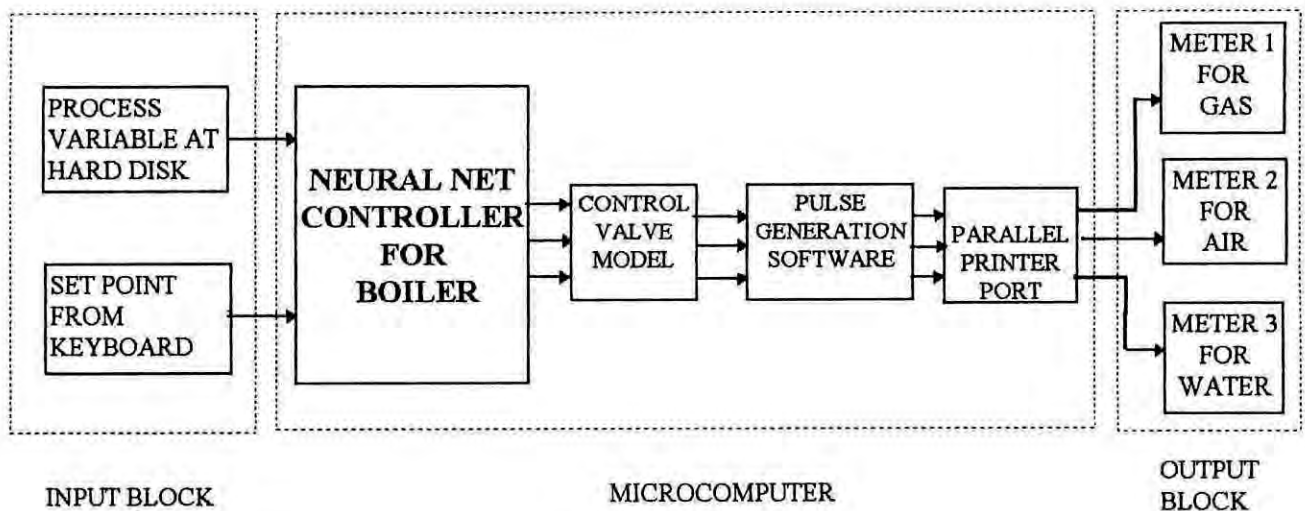 PROCESS
VARIABLE AT
HARD DISK
SET POINT
FROM
KEYBOARD
INPUT BLOCK
NEURAL NET
CONTROLLER
FOR
BOILER
CONTROL
VALVE
MODEL
PULSE
GENERATION
SOFTWARE
PARALLEL
PRINTER
PORT
MICROCOMPUTER
METER 1
FOR
GAS
METER 2
FOR
AIR
METER 3
FOR
WATER
OUTPUT
BLOCK